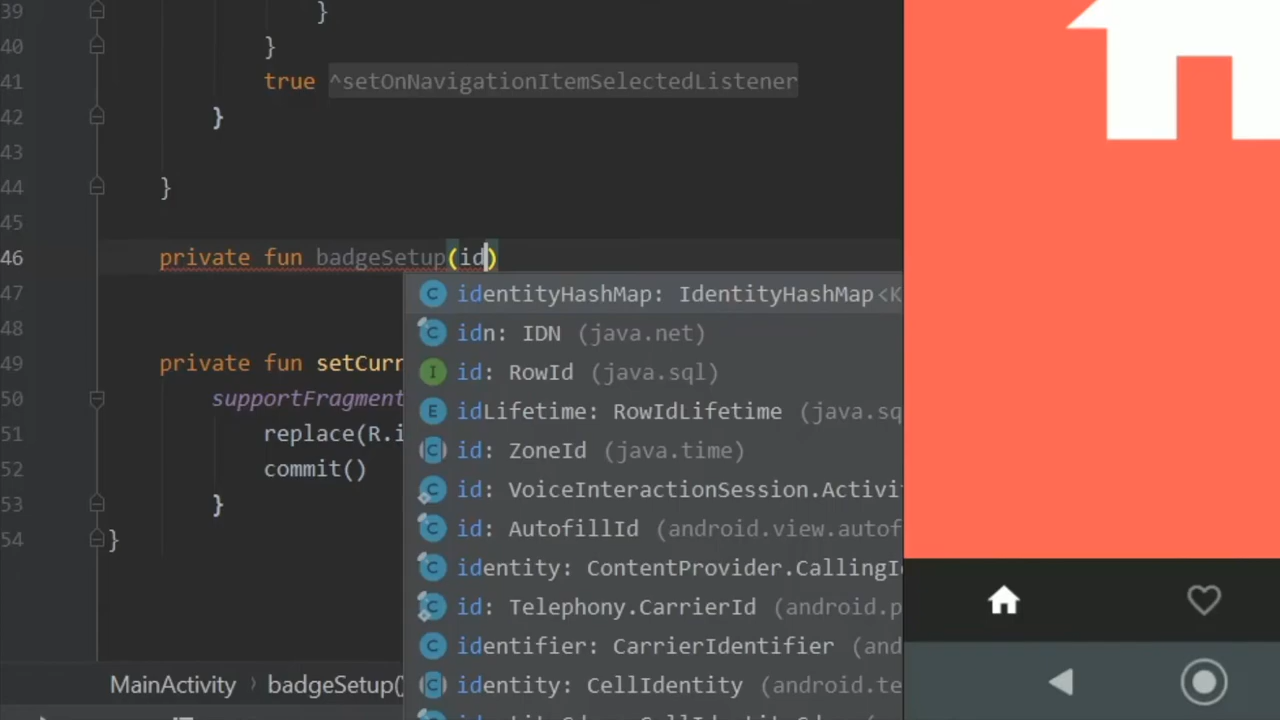 39 }
40 }
41 true ^setOnNavigationItemSelectedListener
42 }
43
44 }
45
46 private fun badgeSetup(id)
47 identityHashMap: IdentityHashMap<K
idn: IDN (java.net)
48
id: RowId (java.sql)
49 private fun setCurr
50 supportFragment
idLifetime: RowIdLifetime (java.sq
51 replace(R.i
id: ZoneId (java.time)
52 commit()
id: VoiceInteractionSession.Activi
53 }
id: AutofillId (android.view.autof
54 }
identity: ContentProvider.CallingI
id: Telephony.CarrierId (android.p
identifier: CarrierIdentifier (and
identity: CellIdentity (android.te
MainActivity › badgeSetup()